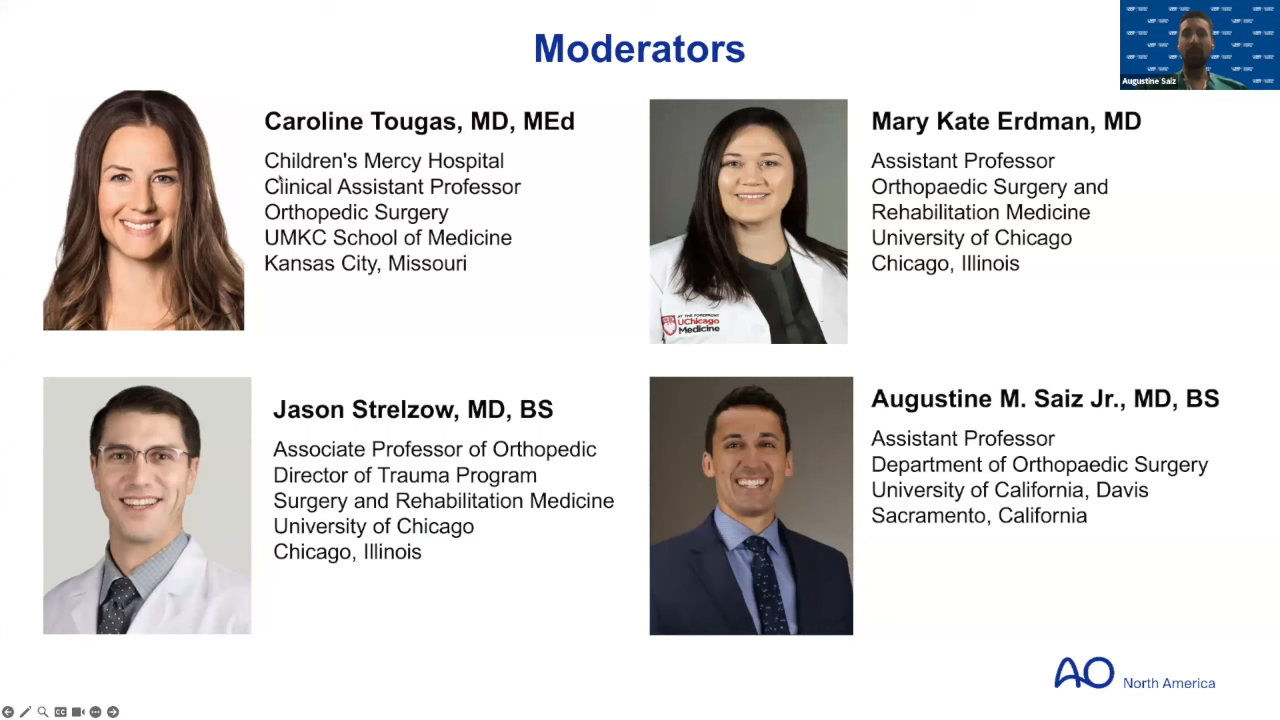 Moderators
Augustine Saiz
Caroline Tougas, MD, MEd
Children's Mercy Hospital
Clinical Assistant Professor
Orthopedic Surgery
UMKC School of Medicine
Kansas City, Missouri
Mary Kate Erdman, MD
Assistant Professor
Orthopaedic Surgery and
Rehabilitation Medicine
University of Chicago
Chicago, Illinois
AT THE FOREFRONT
UChicago
Medicine
Jason Strelzow, MD, BS
Associate Professor of Orthopedic
Director of Trauma Program
Surgery and Rehabilitation Medicine
University of Chicago
Chicago, Illinois
Augustine M. Saiz Jr., MD, BS
Assistant Professor
Department of Orthopaedic Surgery
University of California, Davis
Sacramento, California
AO North America
CC